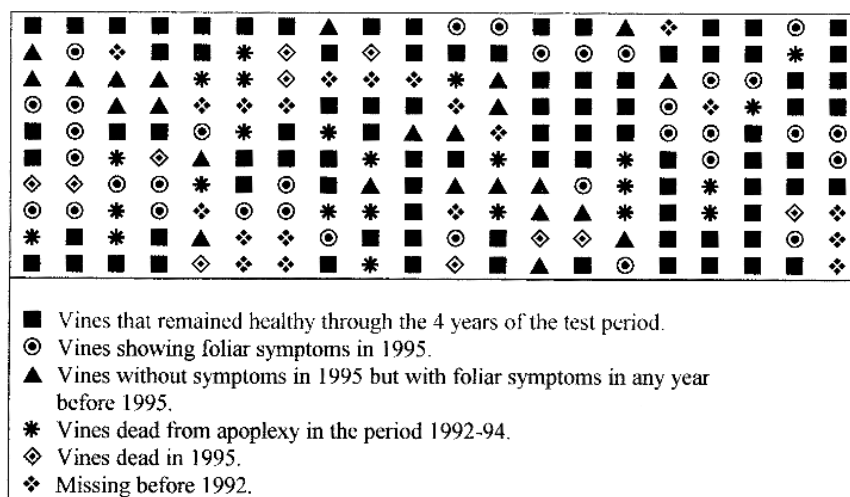 Vines that remained healthy through the 4 years of the test period.
Vines showing foliar symptoms in 1995.
Vines without symptoms in 1995 but with foliar symptoms in any year
before 1995.
Vines dead from apoplexy in the period 1992-94.
Vines dead in 1995.
Missing before 1992.